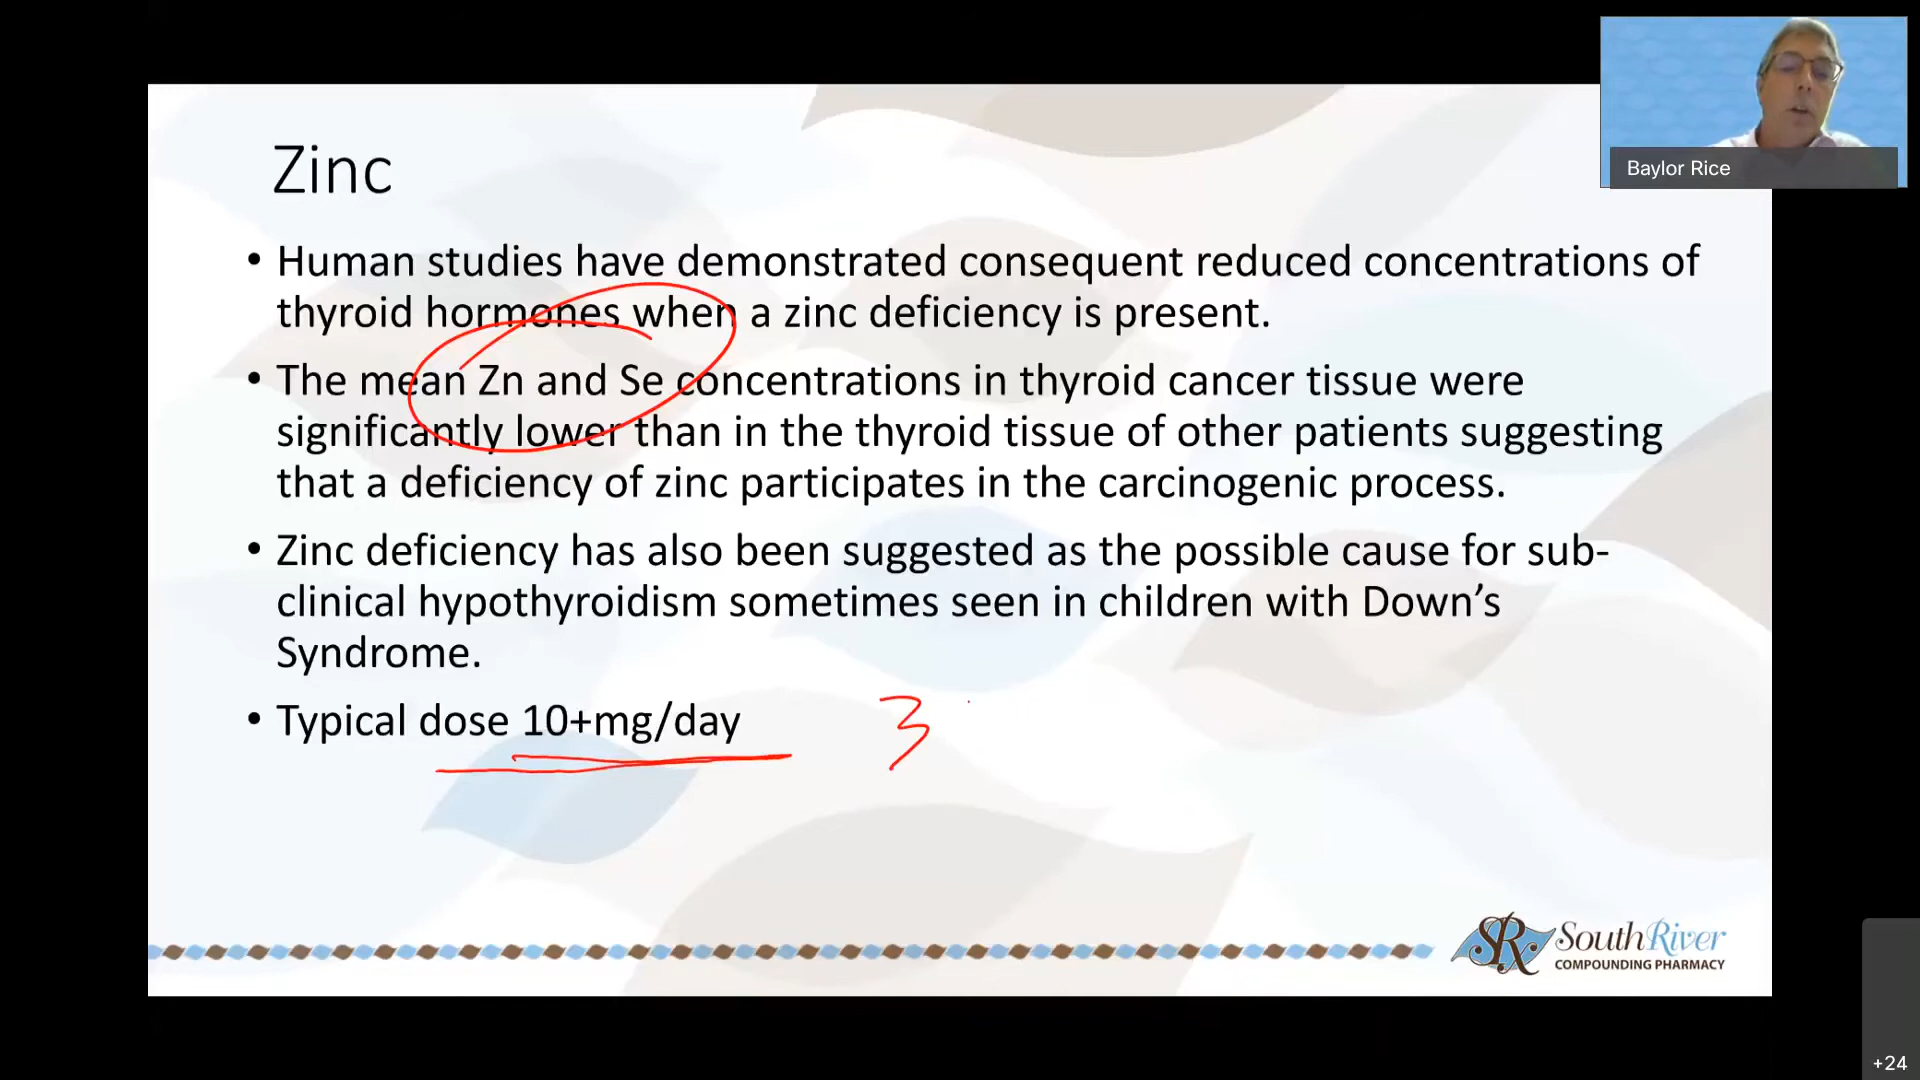 Baylor Rice
Zinc
• Human studies have demonstrated consequent reduced concentrations of
thyroid hormones when a zinc deficiency is present.
• The mean Zn and Se concentrations in thyroid cancer tissue were
significantly lower than in the thyroid tissue of other patients suggesting
that a deficiency of zinc participates in the carcinogenic process.
• Zinc deficiency has also been suggested as the possible cause for sub-
clinical hypothyroidism sometimes seen in children with Down’s
Syndrome.
• Typical dose 10+mg/day 3
SR South River
COMPOUNDING PHARMACY
+24